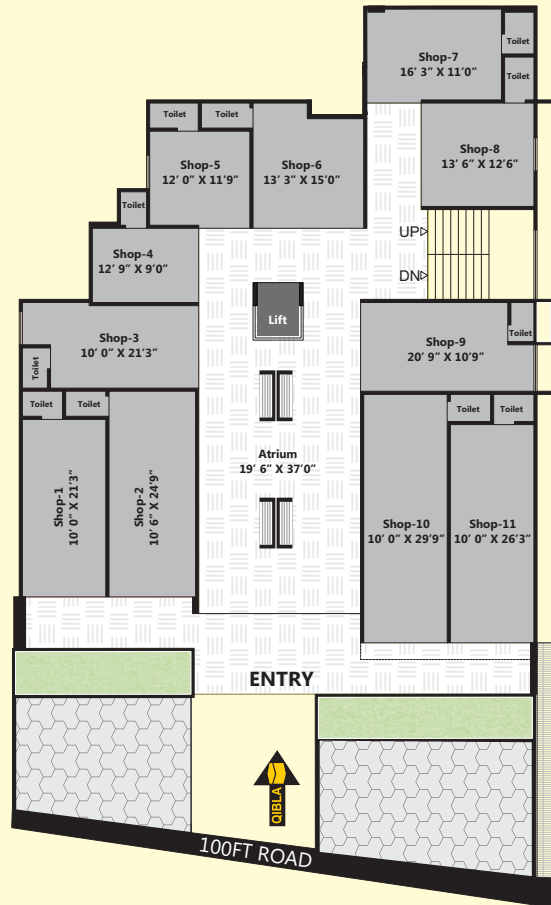 Shop-7
16' 3" X 11'0"
Toilet
Toilet
Toilet
Toilet
Shop-5
12' 0" X 11'9"
Shop-6
13' 3" X 15'0"
Shop-8
13' 6" X 12'6"
Toilet
UP
Shop-4
12' 9" X 9'0"
DN
Lift
Shop-3
10' 0" X 21'3"
Toilet
Shop-9
20' 9" X 10'9"
Toilet
Toilet
Toilet
Toilet
Toilet
Shop-1
10' 0" X 21'3"
Shop-2
10' 6" X 24'9"
Atrium
19' 6" X 37'0"
Shop-10
10' 0" X 29'9"
Shop-11
10' 0" X 26'3"
ENTRY
QIBLA
100FT ROAD